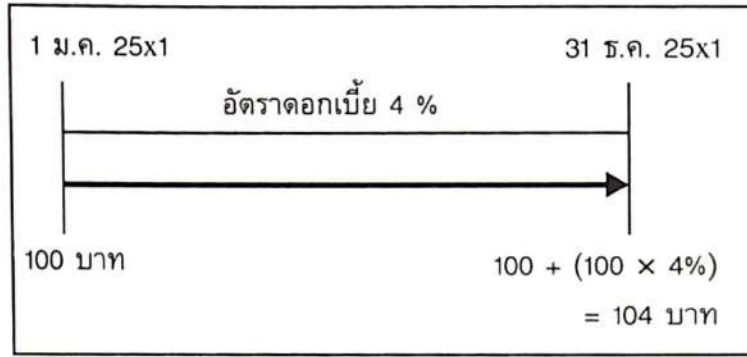 1 ม.ค. 25x1 31 ธ.ค. 25x1
อัตราดอกเบี้ย 4 %
100 บาท 100 + (100 × 4%)
= 104 บาท